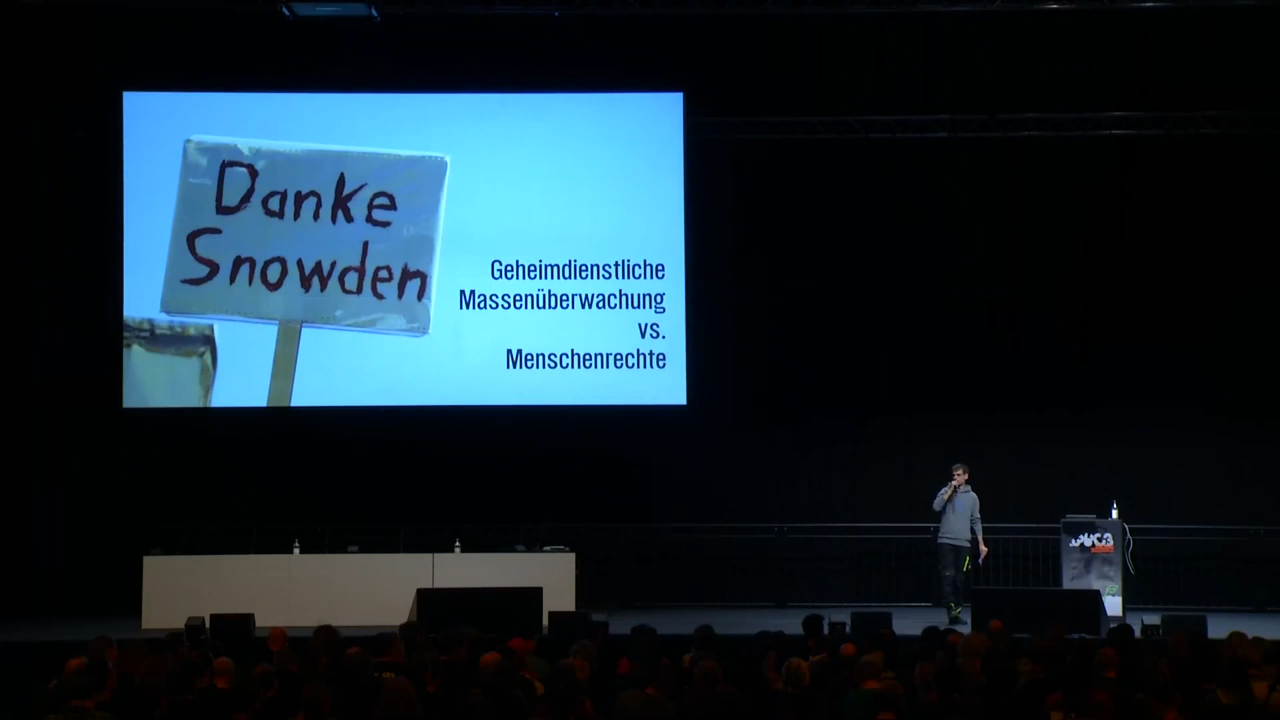 Danke
Snowden
Geheimdienstliche
Massenüberwachung
vs.
Menschenrechte